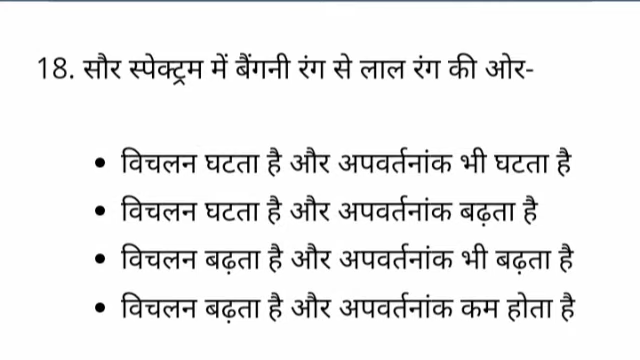 18. सौर स्पेक्ट्रम में बैंगनी रंग से लाल रंग की ओर-
• विचलन घटता है और अपवर्तनांक भी घटता है
• विचलन घटता है और अपवर्तनांक बढ़ता है
• विचलन बढ़ता है और अपवर्तनांक भी बढ़ता है
• विचलन बढ़ता है और अपवर्तनांक कम होता है